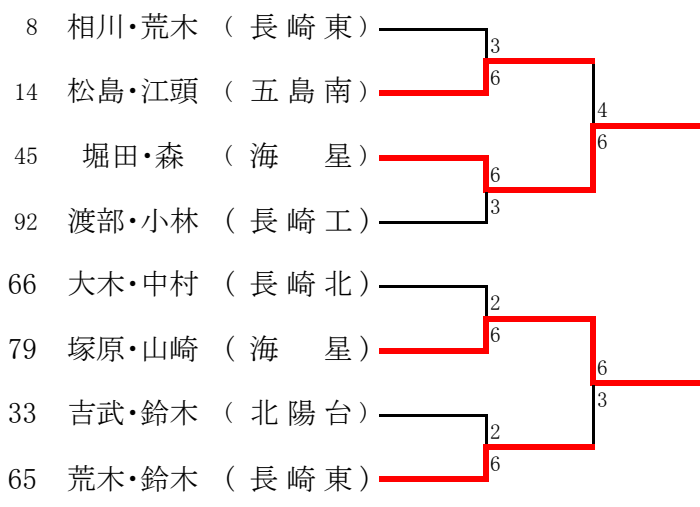 8 相川・荒木 (長崎東)
3
14 松島・江頭 (五島南)
6
4
45 堀田・森 (海 星)
6
6
92 渡部・小林 (長崎工)
3
66 大木・中村 (長崎北)
2
79 塚原・山崎 (海 星)
6
6
33 吉武・鈴木 (北陽台)
3
2
65 荒木・鈴木 (長崎東)
6